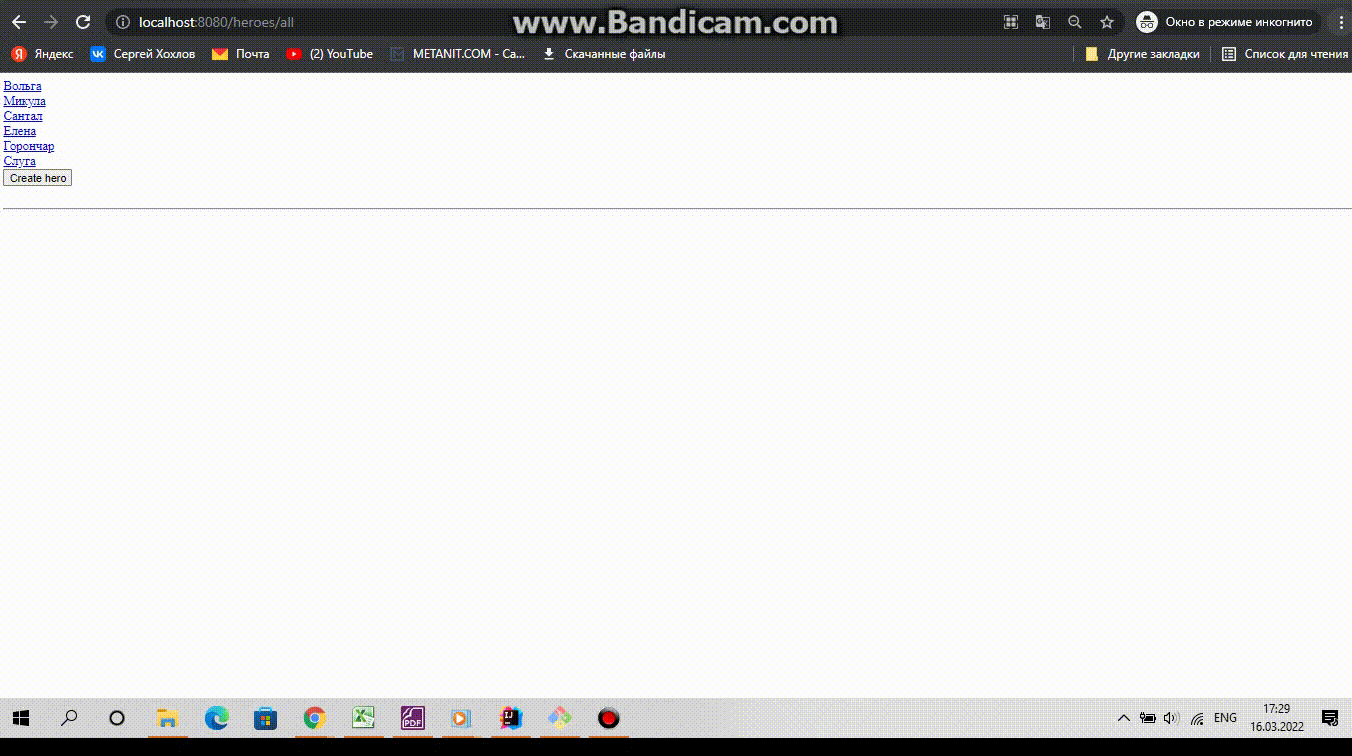 www.Bandicam.com
localhost:8080/heroes/all
Окно в режиме инкогнито
Яндекс
Сергей Хохлов
Почта
(2) YouTube
METANIT.COM - Са...
Скачанные файлы
Другие закладки
Список для чтения
Вольга
Микула
Сантал
Елена
Горончар
Слуга
Create hero
ENG
17:29
16.03.2022